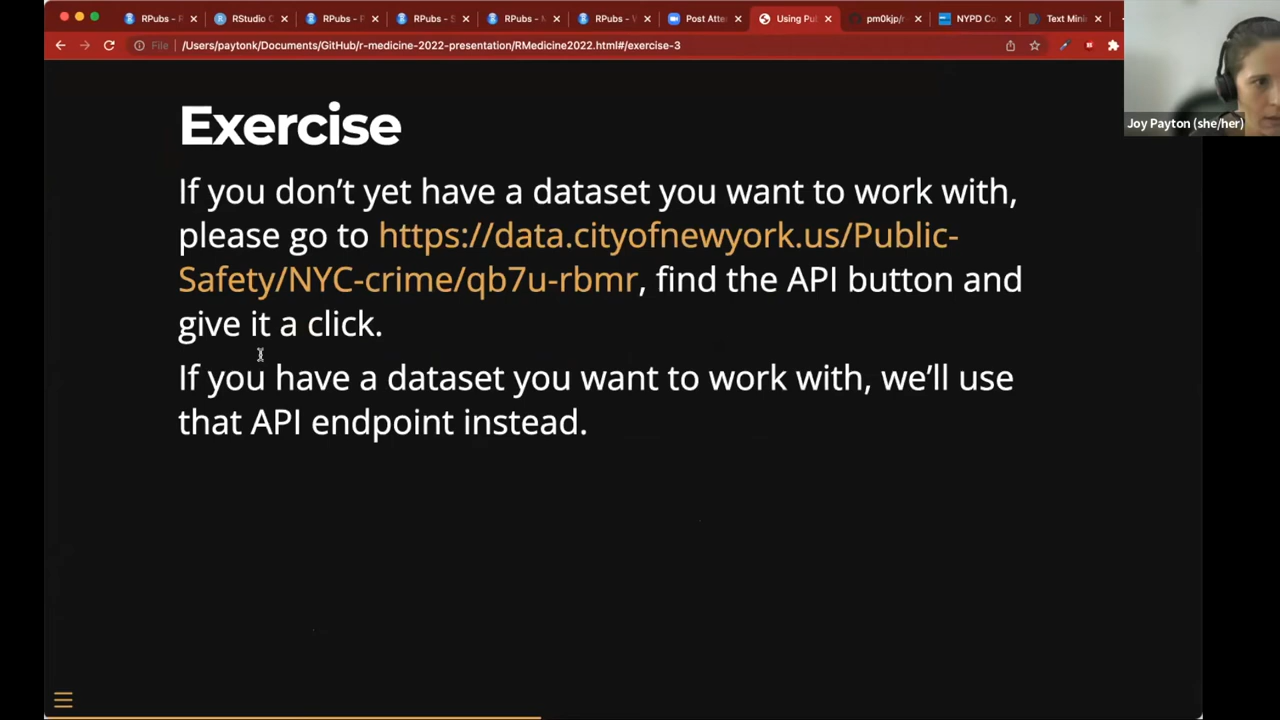 RPubs - R
RStudio C
RPubs - F
RPubs - S
RPubs - M
RPubs - V
Post Atten
Using Pu
pm0kjp/r
NYPD Co
Text Mini
File /Users/paytonk/Documents/GitHub/r-medicine-2022-presentation/RMedicine2022.html#/exercise-3
Joy Payton (she/her)
Exercise
If you don’t yet have a dataset you want to work with,
please go to https://data.cityofnewyork.us/Public-
Safety/NYC-crime/qb7u-rbmr, find the API button and
give it a click.
If you have a dataset you want to work with, we’ll use
that API endpoint instead.